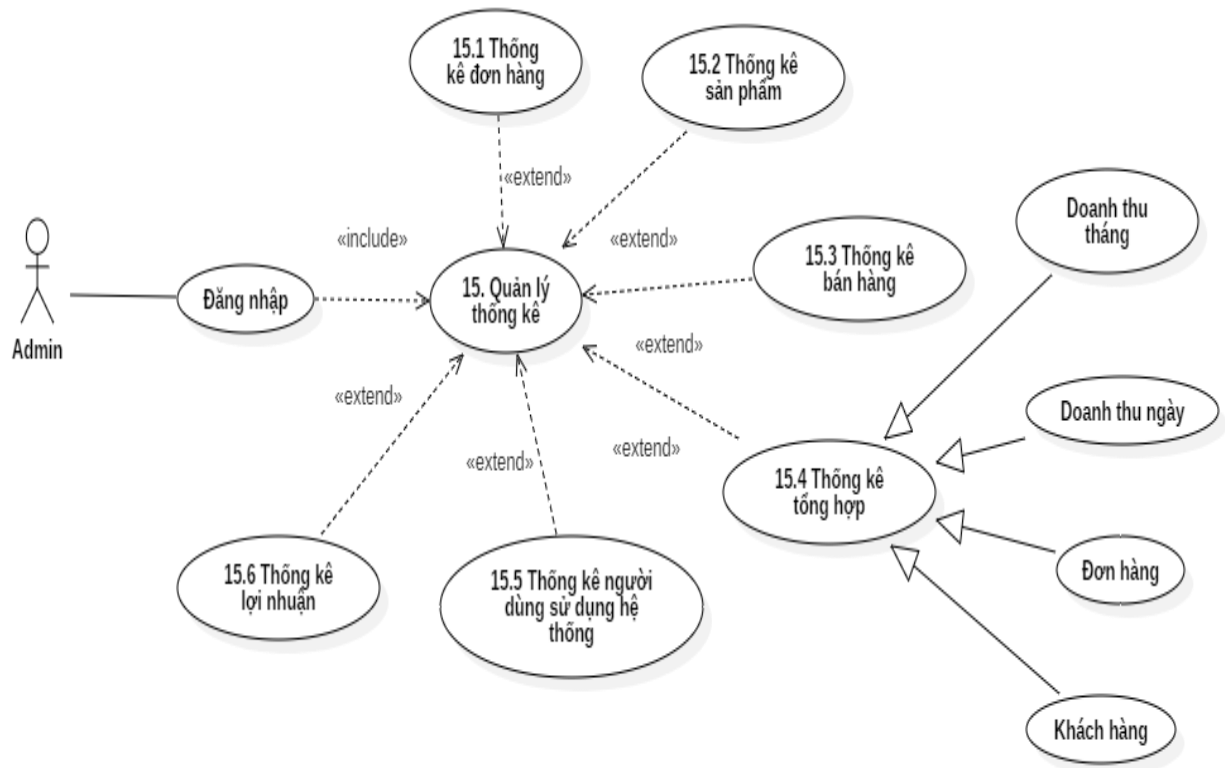 15.1 Thống
kê đơn hàng
15.2 Thống kê
sản phẩm
«extend»
Doanh thu
tháng
«include»
«extend»
15.3 Thống kê
bán hàng
Đăng nhập
15. Quản lý
thống kê
Admin
«extend»
«extend»
Doanh thu ngày
«extend»
«extend»
15.4 Thống kê
tổng hợp
15.6 Thống kê
lợi nhuận
15.5 Thống kê người
dùng sử dụng hệ
thống
Đơn hàng
Khách hàng